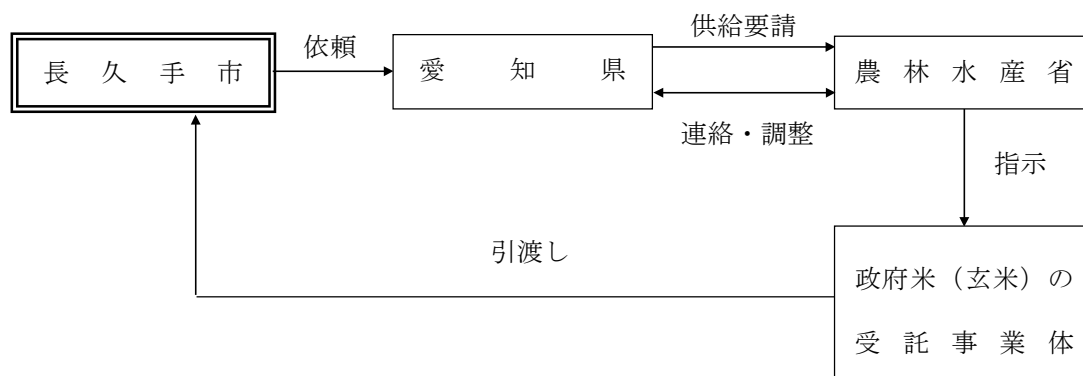 長久手市
依頼
愛知県
供給要請
連絡・調整
農林水産省
指示
引渡し
政府米（玄米）の
受託事業体